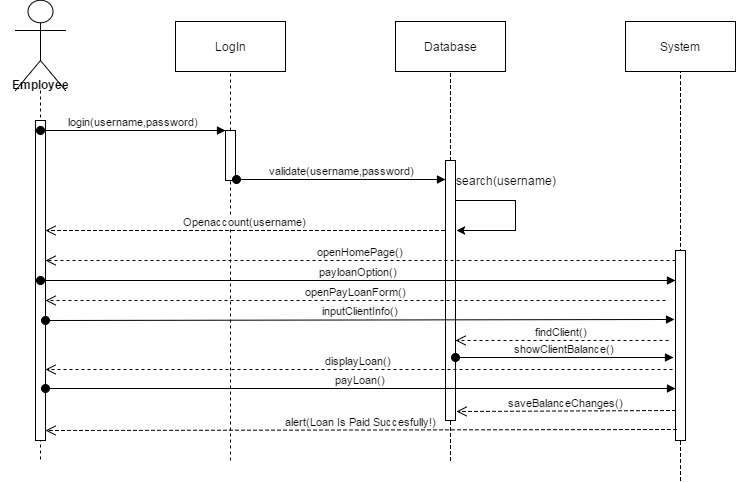 LogIn
Database
System
Employee
login(username,password)
validate(username,password)
search(username)
Openaccount(username)
openHomePage()
payloanOption()
openPayLoanForm()
inputClientInfo()
findClient()
showClientBalance()
displayLoan()
payLoan()
saveBalanceChanges()
alert(Loan Is Paid Succesfully!)